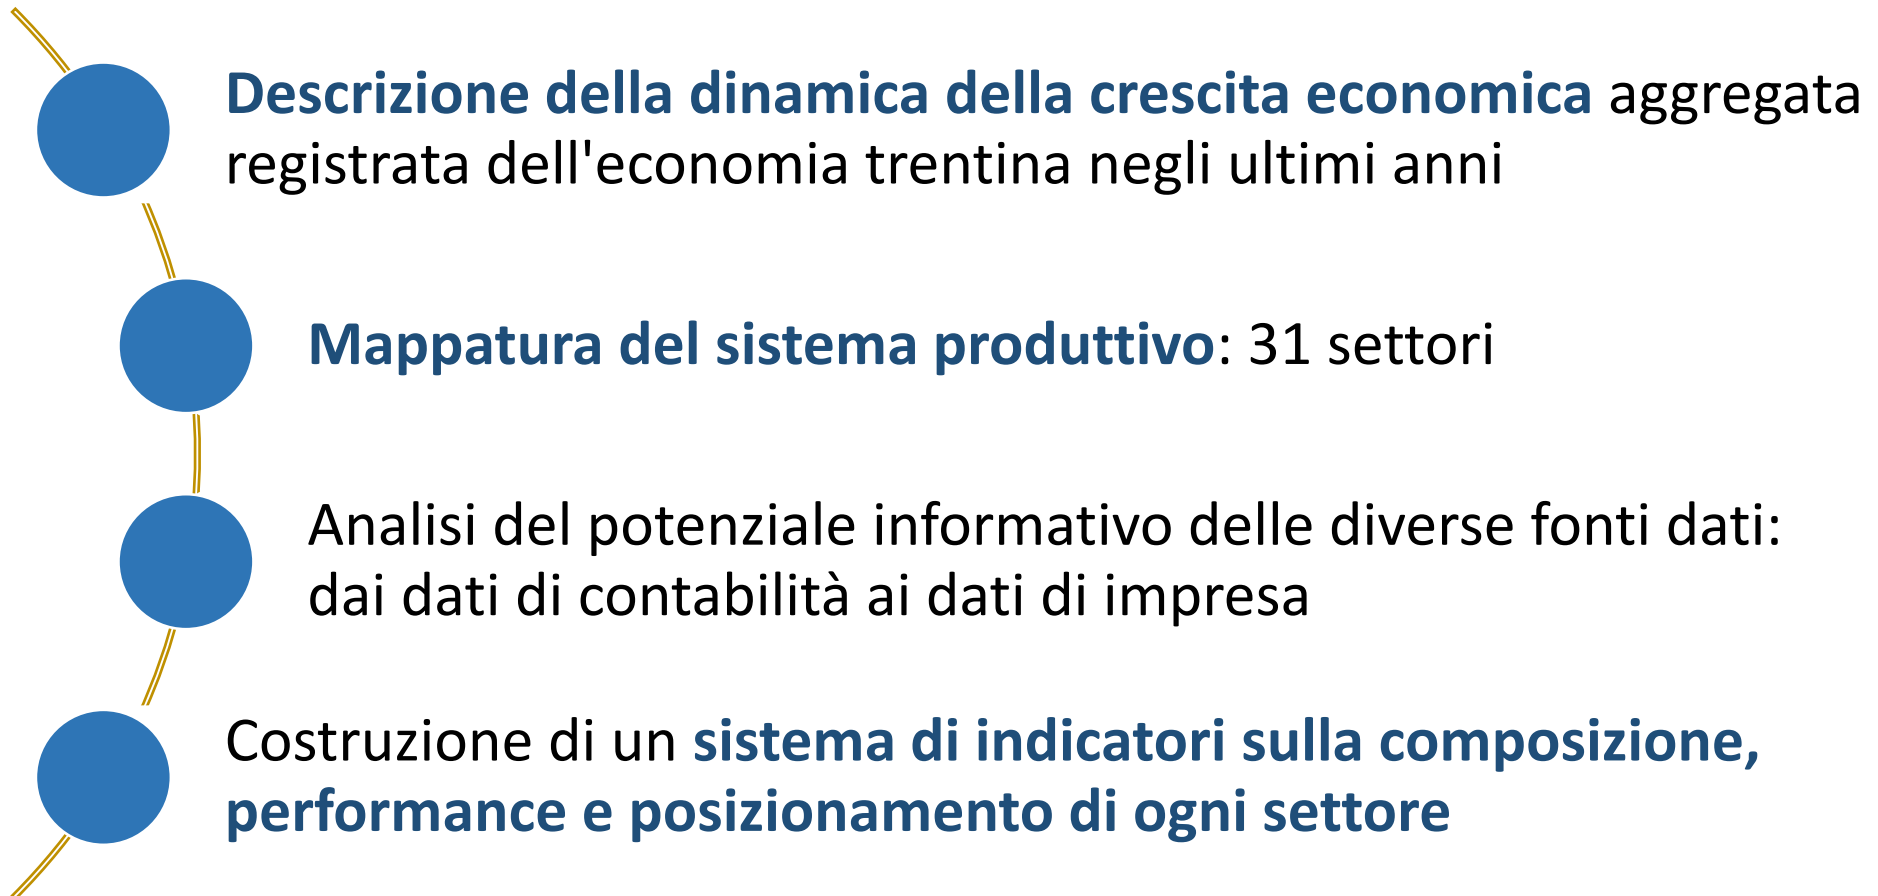 Descrizione della dinamica della crescita economica aggregata
registrata dell'economia trentina negli ultimi anni
Mappatura del sistema produttivo: 31 settori
Analisi del potenziale informativo delle diverse fonti dati:
dai dati di contabilità ai dati di impresa
Costruzione di un sistema di indicatori sulla composizione,
performance e posizionamento di ogni settore